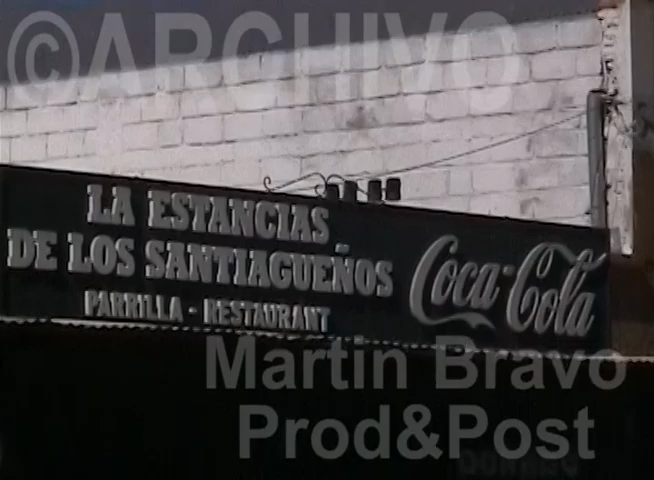 ©ARCHIVO
LA ESTANCIAS
DE LOS SANTIAGUEÑOS
PARRILLA - RESTAURANT
Coca-Cola
Martin Bravo
Prod&Post